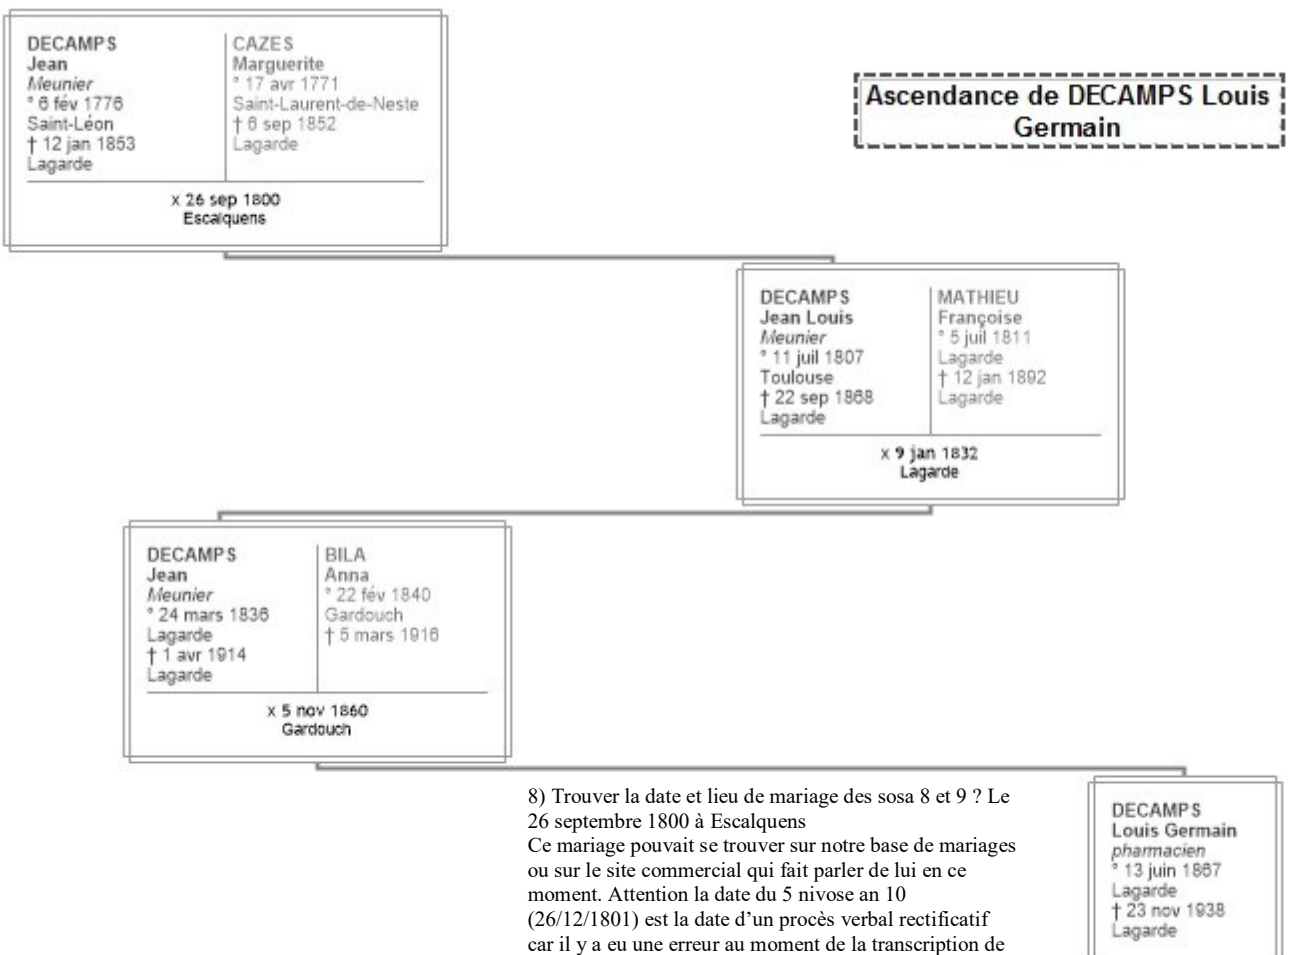 DECAMPS
Jean
Meunier
° 6 fév 1776
Saint-Léon
† 12 jan 1853
Lagarde
CAZES
Marguerite
° 17 avr 1771
Saint-Laurent-de-Neste
† 6 sep 1852
Lagarde
x 26 sep 1800
Escalquens
Ascendance de DECAMPS Louis
Germain
DECAMPS
Jean Louis
Meunier
° 11 juil 1807
Toulouse
† 22 sep 1868
Lagarde
MATHIEU
Françoise
° 5 juil 1811
Lagarde
† 12 jan 1892
Lagarde
x 9 jan 1832
Lagarde
DECAMPS
Jean
Meunier
° 24 mars 1836
Lagarde
† 1 avr 1914
Lagarde
BILA
Anna
° 22 fév 1840
Gardouch
† 5 mars 1916
x 5 nov 1860
Gardouch
8) Trouver la date et lieu de mariage des sosa 8 et 9 ? Le
26 septembre 1800 à Escalquens
Ce mariage pouvait se trouver sur notre base de mariages
ou sur le site commercial qui fait parler de lui en ce
moment. Attention la date du 5 nivose an 10
(26/12/1801) est la date d’un procès verbal rectificatif
car il y a eu une erreur au moment de la transcription de
DECAMPS
Louis Germain
pharmacien
° 13 juin 1867
Lagarde
† 23 nov 1938
Lagarde